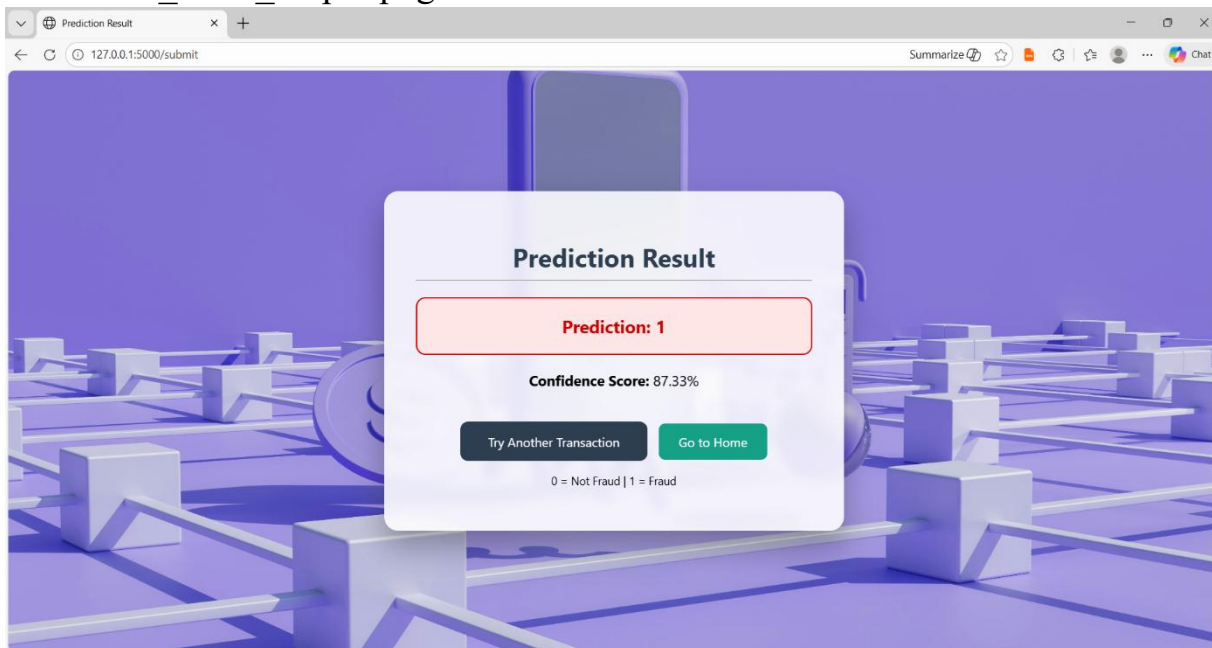 Prediction Result
127.0.0.1:5000/submit
Summarize
Chat
Prediction Result
Prediction: 1
Confidence Score: 87.33%
Try Another Transaction
Go to Home
0 = Not Fraud | 1 = Fraud